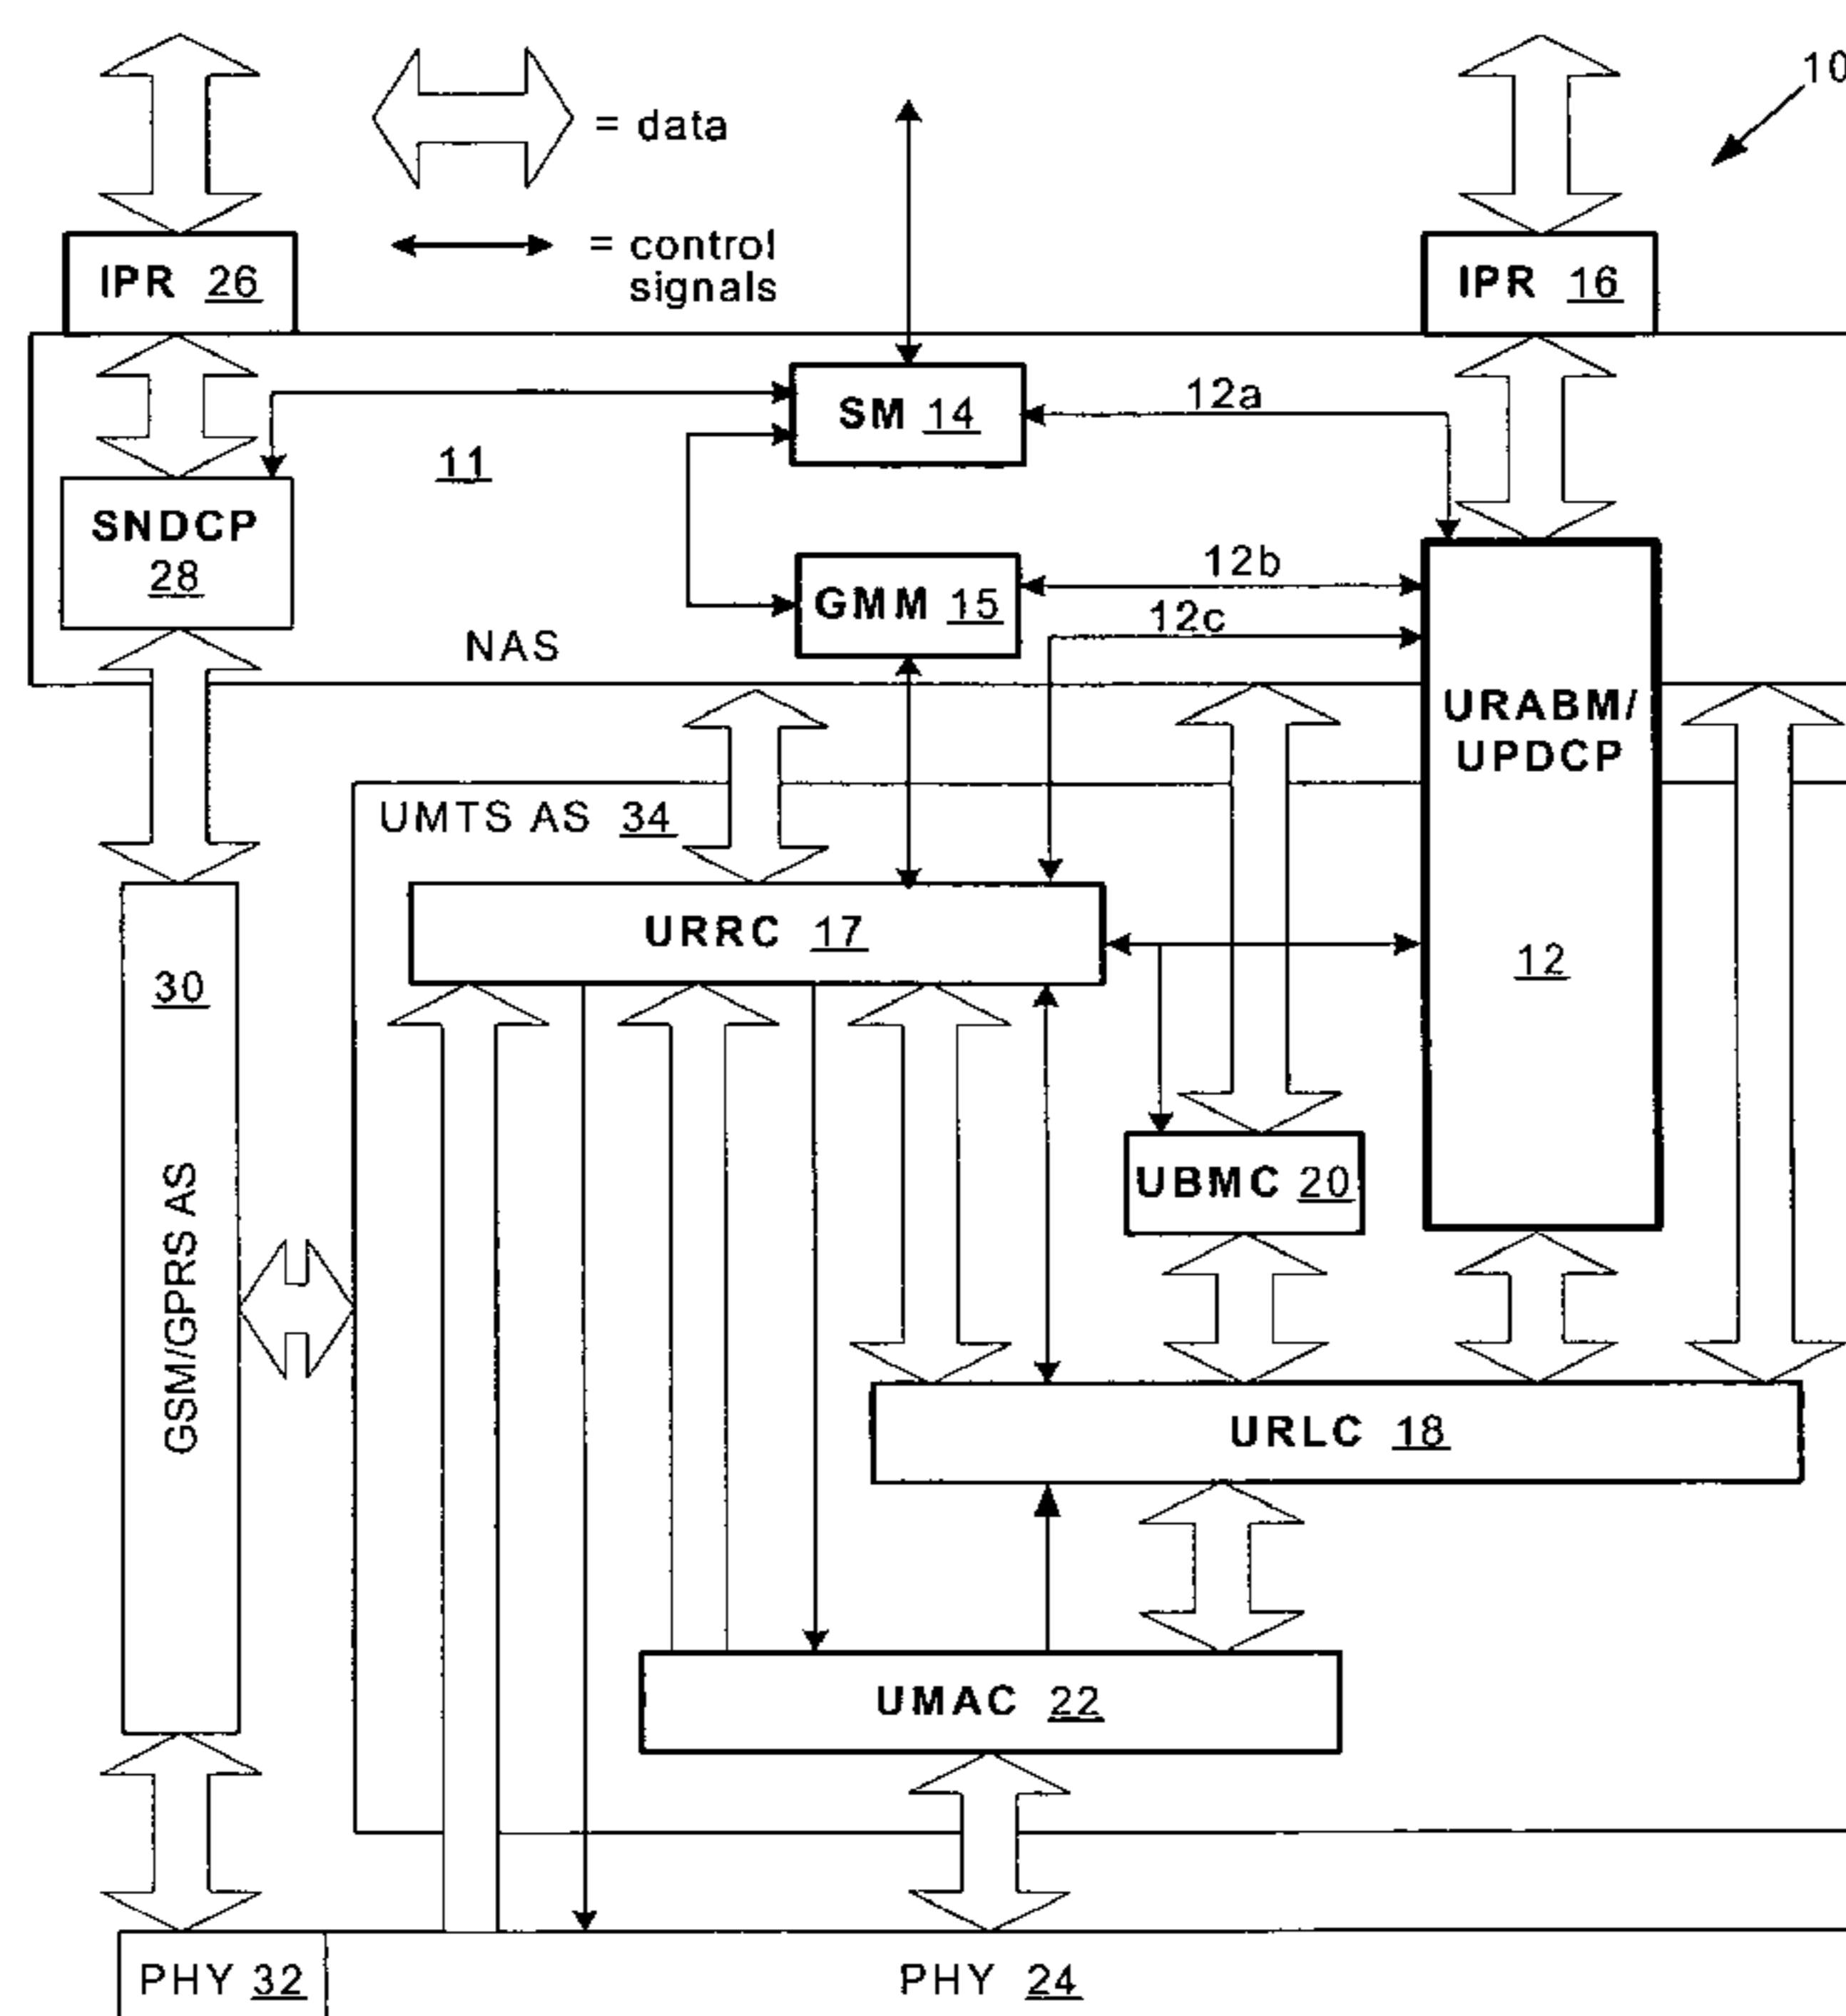 10
= data
= control
signals
IPR 26
IPR 16
SM 14
12a
11
SNDCP
28
12b
GMM 15
12c
NAS
URABM/
UPDCP
UMTS AS 34
URRC 17
12
30
UBMC 20
GSM/GPRS AS
URLC 18
UMAC 22
PHY 32
PHY 24